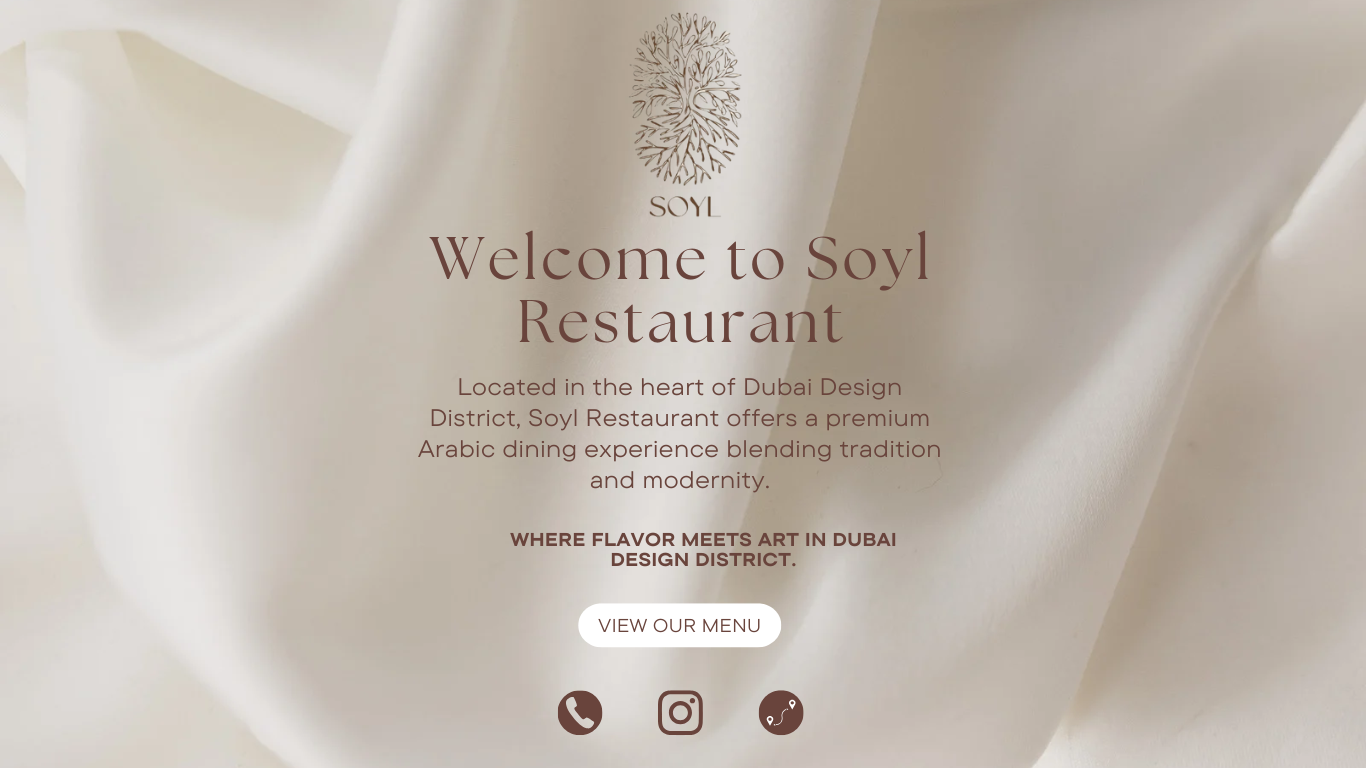 SOYL
Welcome to Soyl
Restaurant
Located in the heart of Dubai Design
District, Soyl Restaurant offers a premium
Arabic dining experience blending tradition
and modernity.
WHERE FLAVOR MEETS ART IN DUBAI
DESIGN DISTRICT.
VIEW OUR MENU